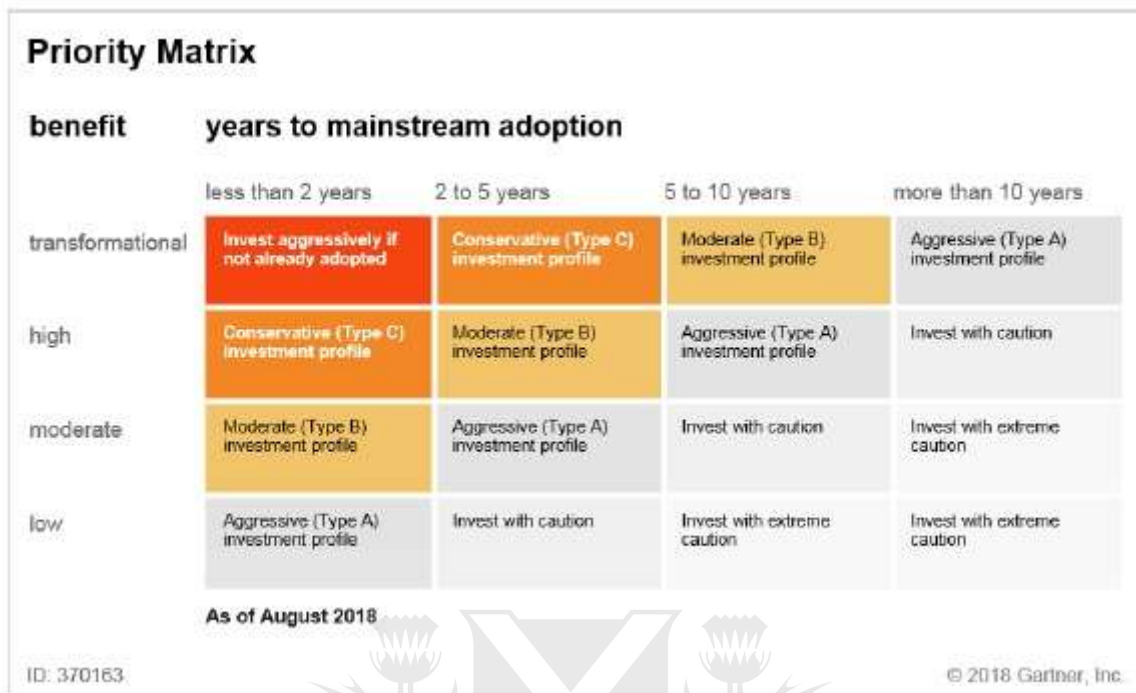 Priority Matrix
benefit years to mainstream adoption
less than 2 years 2 to 5 years 5 to 10 years more than 10 years
transformational
Invest aggressively if
not already adopted
Conservative (Type C)
investment profile
Moderate (Type B)
investment profile
Aggressive (Type A)
investment profile
high
Conservative (Type C)
investment profile
Moderate (Type B)
investment profile
Aggressive (Type A)
investment profile
Invest with caution
moderate
Moderate (Type B)
investment profile
Aggressive (Type A)
investment profile
Invest with caution
Invest with extreme
caution
low
Aggressive (Type A)
investment profile
Invest with caution
Invest with extreme
caution
Invest with extreme
caution
As of August 2018
ID: 370163
© 2018 Gartner, Inc.